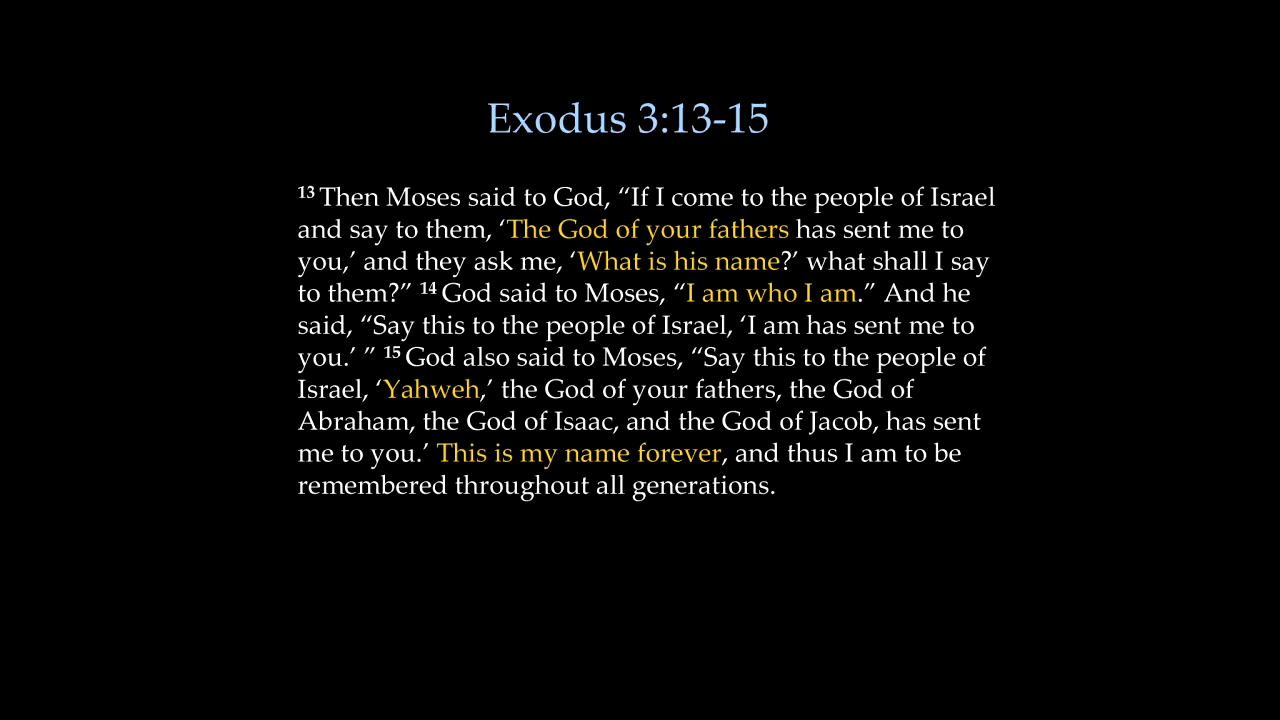 Exodus 3:13-15
13 Then Moses said to God, “If I come to the people of Israel
and say to them, ‘The God of your fathers has sent me to
you,’ and they ask me, ‘What is his name?’ what shall I say
to them?” 14 God said to Moses, “I am who I am.” And he
said, “Say this to the people of Israel, ‘I am has sent me to
you.’ ” 15 God also said to Moses, “Say this to the people of
Israel, ‘Yahweh,’ the God of your fathers, the God of
Abraham, the God of Isaac, and the God of Jacob, has sent
me to you.’ This is my name forever, and thus I am to be
remembered throughout all generations.